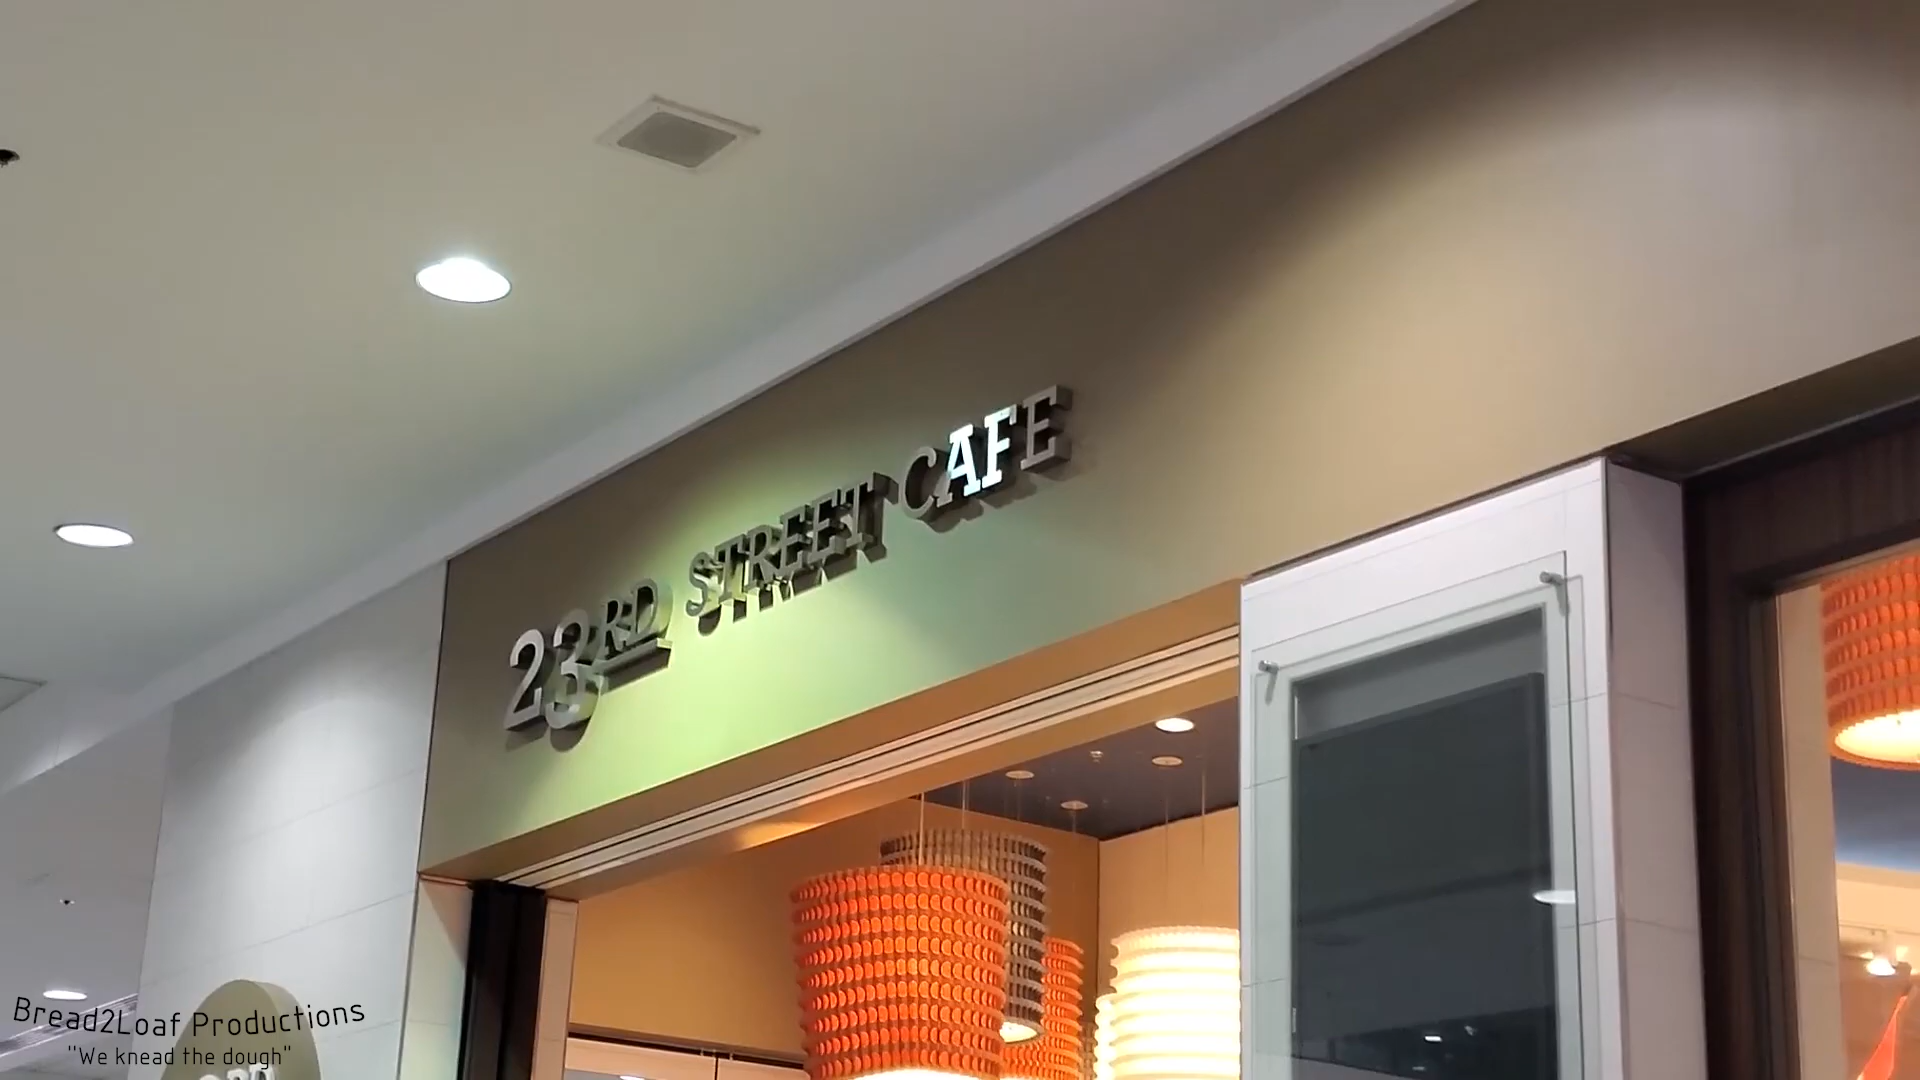 23RD STREET CAFE
Bread2Loaf Productions
"We knead the dough"